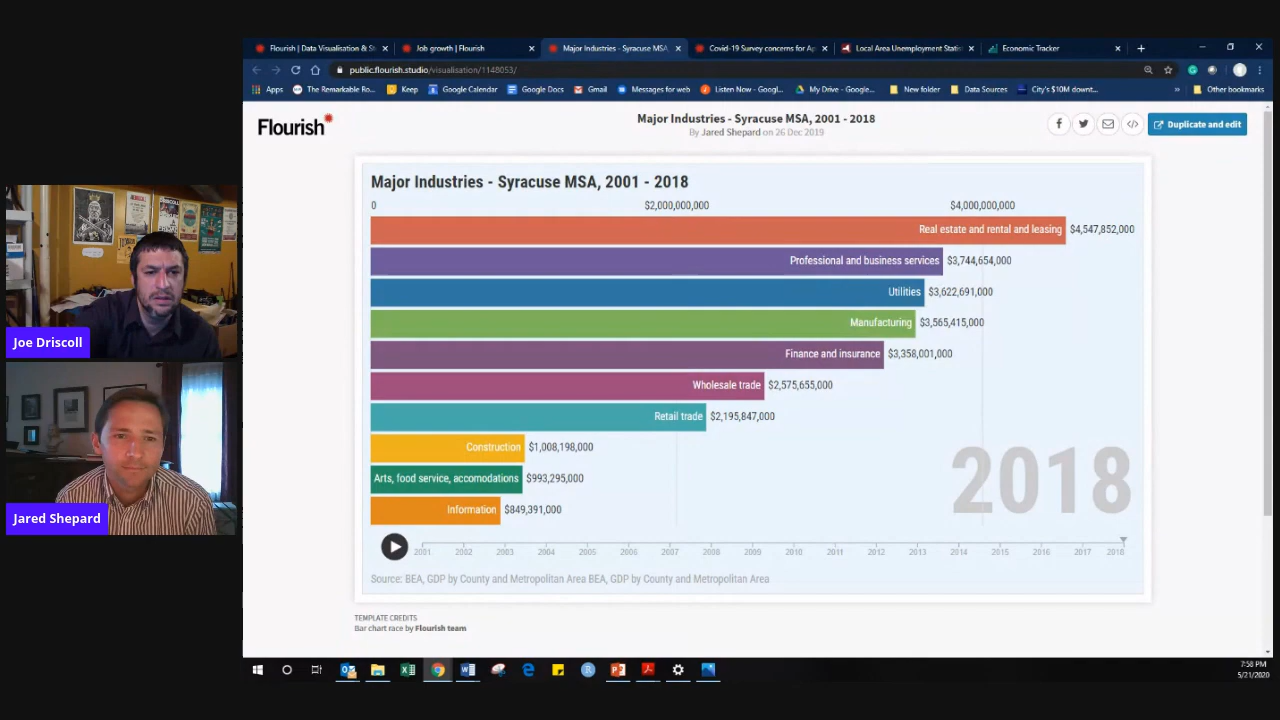 Flourish | Data Visualisation & St
Job growth | Flourish
Major Industries - Syracuse MSA
Covid-19 Survey concerns for Ap
Local Area Unemployment Statis
Economic Tracker
public.flourish.studio/visualisation/1148053/
Apps
The Remarkable Ro...
Keep
Google Calendar
Google Docs
Gmail
Messages for web
Listen Now - Googl...
My Drive - Google...
New folder
Data Sources
City's $10M downt...
»
Other bookmarks
Flourish
Major Industries - Syracuse MSA, 2001 - 2018
By Jared Shepard on 26 Dec 2019
Duplicate and edit
Major Industries - Syracuse MSA, 2001 - 2018
0 $2,000,000,000 $4,000,000,000
Real estate and rental and leasing $4,547,852,000
Professional and business services $3,744,654,000
Utilities $3,622,691,000
Manufacturing $3,565,415,000
Finance and insurance $3,358,001,000
Wholesale trade $2,575,655,000
Retail trade $2,195,847,000
Construction $1,008,198,000
Arts, food service, accomodations $993,295,000
Information $849,391,000
2018
2001 2002 2003 2004 2005 2006 2007 2008 2009 2010 2011 2012 2013 2014 2015 2016 2017 2018
Source: BEA, GDP by County and Metropolitan Area BEA, GDP by County and Metropolitan Area
TEMPLATE CREDITS
Bar chart race by Flourish team
Joe Driscoll
Jared Shepard
7:58 PM
5/21/2020